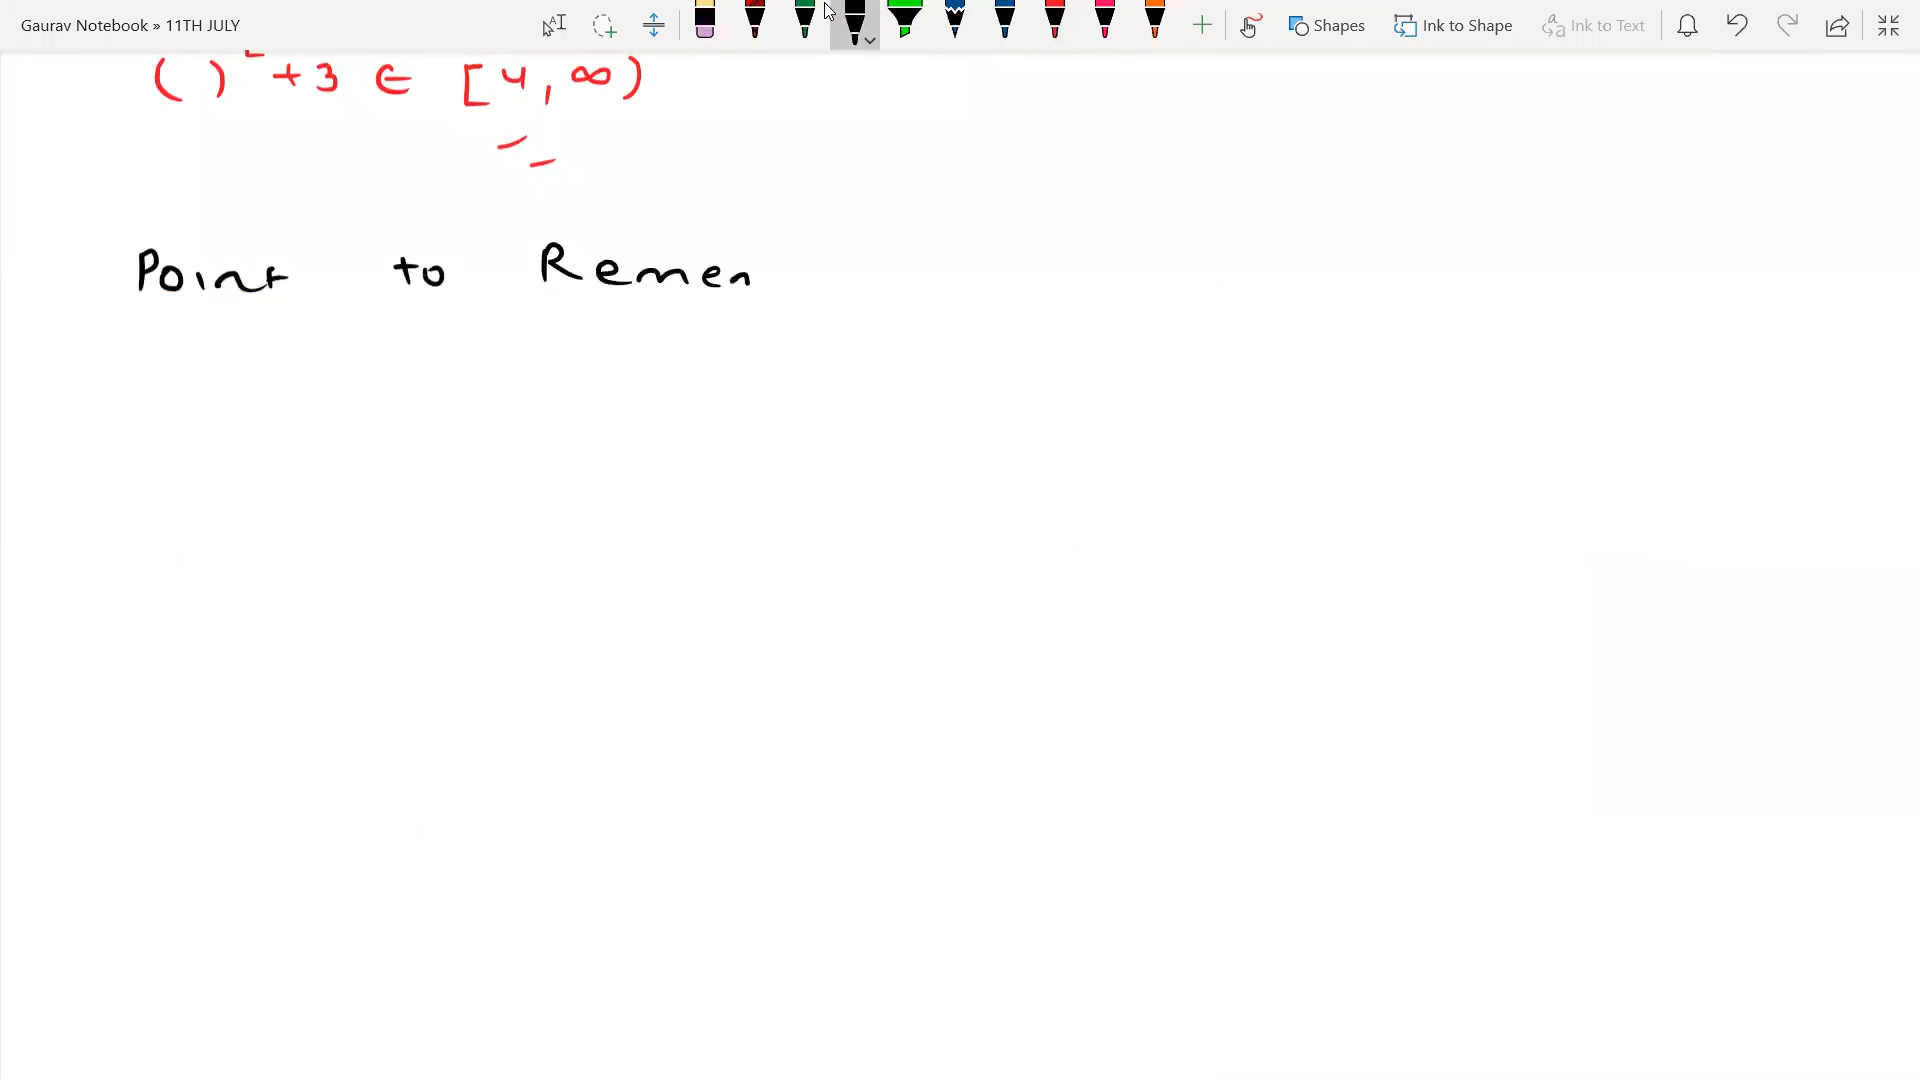 Gaurav Notebook » 11TH JULY
Shapes
Ink to Shape
Ink to Text
( )² + 3 ∈ [4, ∞)
Point to Remem